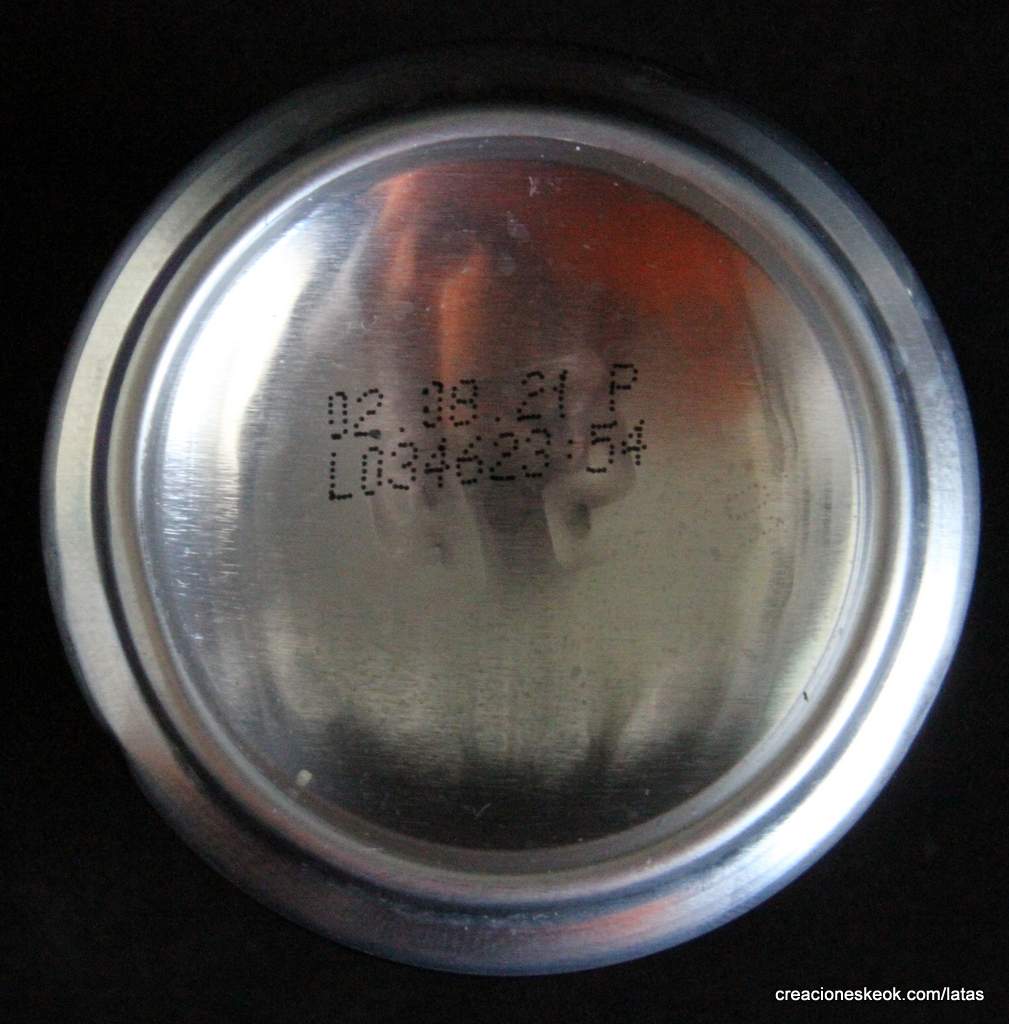 02.08.21 P
L034623:54
creacioneskeok.com/latas